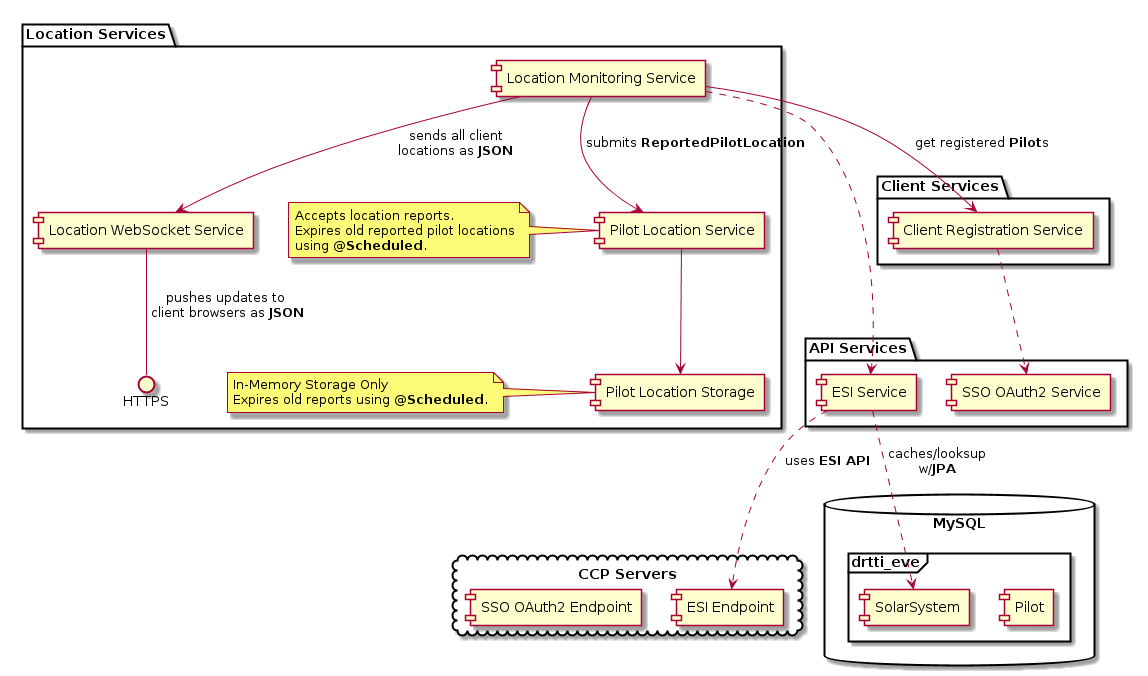 Location Services
Location Monitoring Service
sends all client
locations as JSON
submits ReportedPilotLocation
get registered Pilots
Client Services
Client Registration Service
Location WebSocket Service
Accepts location reports.
Expires old reported pilot locations
using @Scheduled.
Pilot Location Service
pushes updates to
client browsers as JSON
API Services
ESI Service
SSO OAuth2 Service
HTTPS
In-Memory Storage Only
Expires old reports using @Scheduled.
Pilot Location Storage
uses ESI API
caches/looksup
w/JPA
MySQL
drtti_eve
SolarSystem
Pilot
CCP Servers
SSO OAuth2 Endpoint
ESI Endpoint